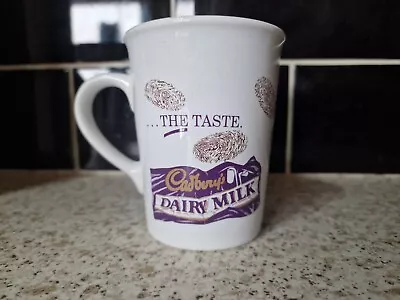 ...THE TASTE.
Cadbury's
DAIRY MILK